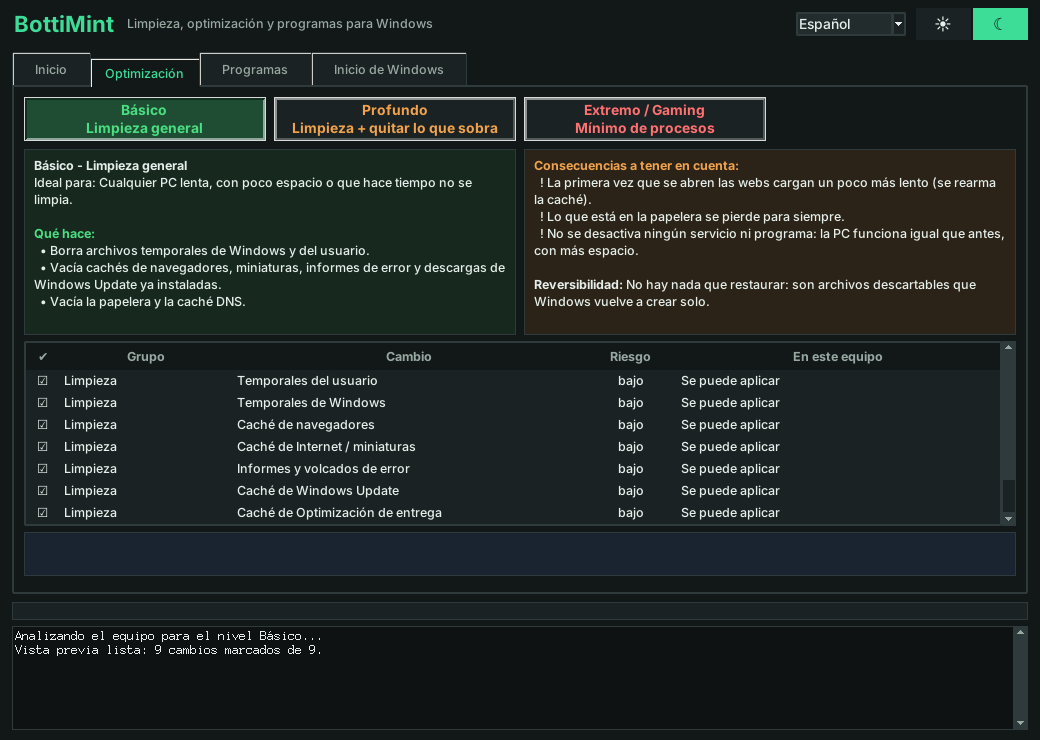 BottiMint Limpieza, optimización y programas para Windows Español ☀ ☾
Inicio Optimización Programas Inicio de Windows
Básico
Limpieza general
Profundo
Limpieza + quitar lo que sobra
Extremo / Gaming
Mínimo de procesos
Básico - Limpieza general
Ideal para: Cualquier PC lenta, con poco espacio o que hace tiempo no se
limpia.
Qué hace:
• Borra archivos temporales de Windows y del usuario.
• Vacía cachés de navegadores, miniaturas, informes de error y descargas de
Windows Update ya instaladas.
• Vacía la papelera y la caché DNS.
Consecuencias a tener en cuenta:
! La primera vez que se abren las webs cargan un poco más lento (se rearma
la caché).
! Lo que está en la papelera se pierde para siempre.
! No se desactiva ningún servicio ni programa: la PC funciona igual que antes,
con más espacio.
Reversibilidad: No hay nada que restaurar: son archivos descartables que
Windows vuelve a crear solo.
✔ Grupo Cambio Riesgo En este equipo
☑ Limpieza Temporales del usuario bajo Se puede aplicar
☑ Limpieza Temporales de Windows bajo Se puede aplicar
☑ Limpieza Caché de navegadores bajo Se puede aplicar
☑ Limpieza Caché de Internet / miniaturas bajo Se puede aplicar
☑ Limpieza Informes y volcados de error bajo Se puede aplicar
☑ Limpieza Caché de Windows Update bajo Se puede aplicar
☑ Limpieza Caché de Optimización de entrega bajo Se puede aplicar
Analizando el equipo para el nivel Básico...
Vista previa lista: 9 cambios marcados de 9.